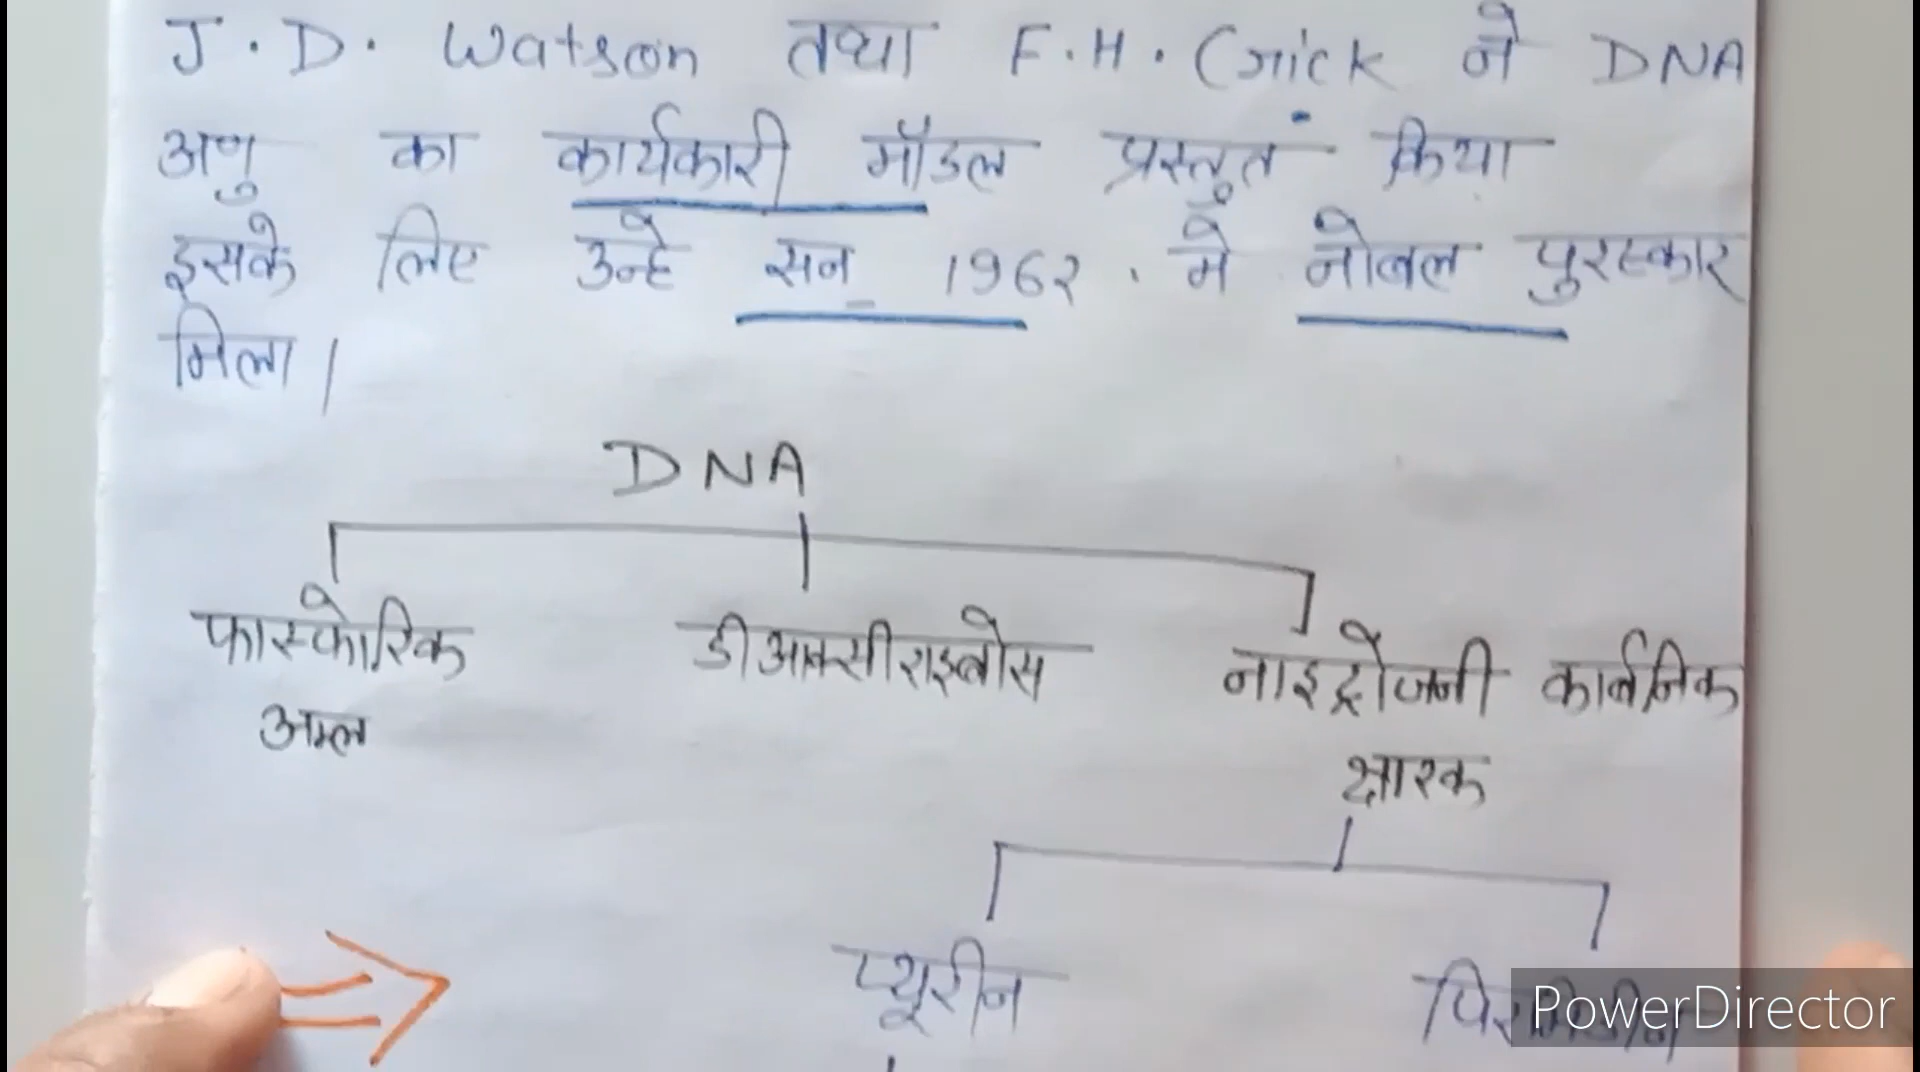 J. D. Watson तथा F.H. Crick ने DNA
अणु का कार्यकारी मॉडल प्रस्तुत किया
इसके लिए उन्हे सन 1962 . मे नोबल पुरस्कार
मिला।
DNA
फास्फोरिक डीआक्सीराइबोस नाइट्रोजनी कार्बनिक
अम्ल
क्षारक
प्यूरीन
PowerDirector